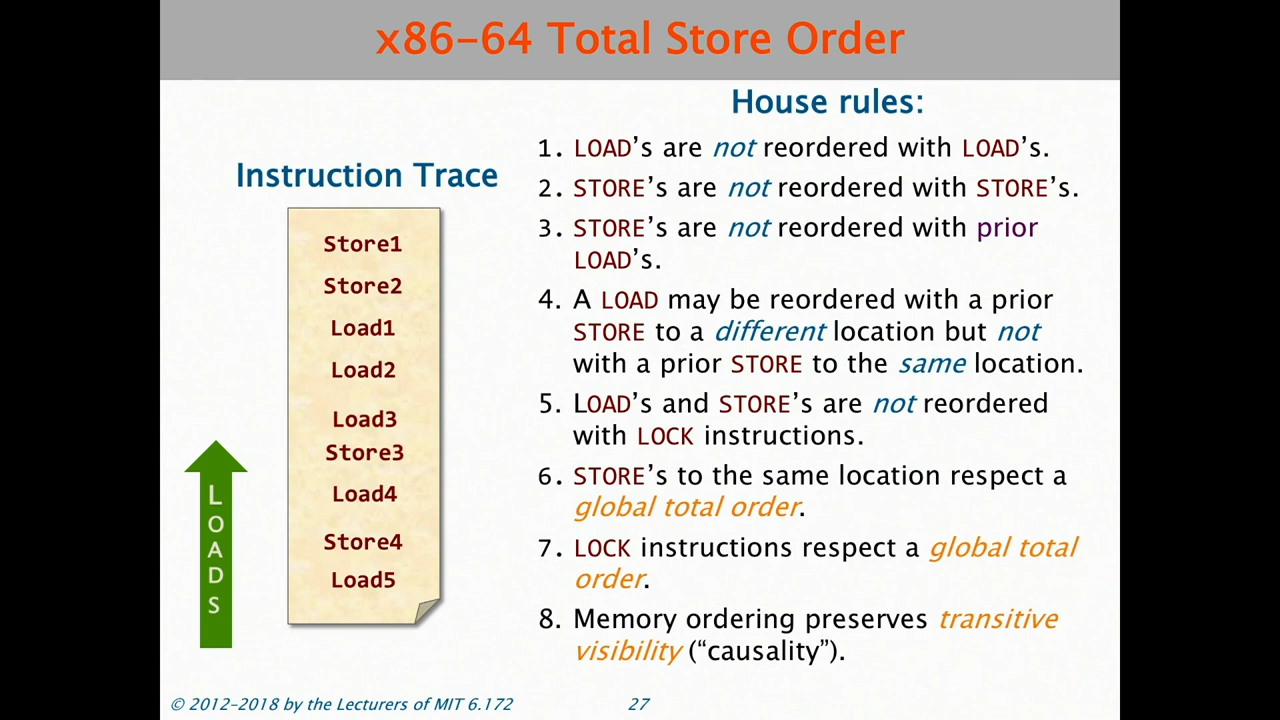 x86-64 Total Store Order
House rules:
Instruction Trace
Store1
Store2
Load1
Load2
Load3
Store3
Load4
Store4
Load5
LOADS
1. LOAD's are not reordered with LOAD's.
2. STORE's are not reordered with STORE's.
3. STORE's are not reordered with prior
LOAD's.
4. A LOAD may be reordered with a prior
STORE to a different location but not
with a prior STORE to the same location.
5. LOAD's and STORE's are not reordered
with LOCK instructions.
6. STORE's to the same location respect a
global total order.
7. LOCK instructions respect a global total
order.
8. Memory ordering preserves transitive
visibility (“causality”).
© 2012-2018 by the Lecturers of MIT 6.172
27